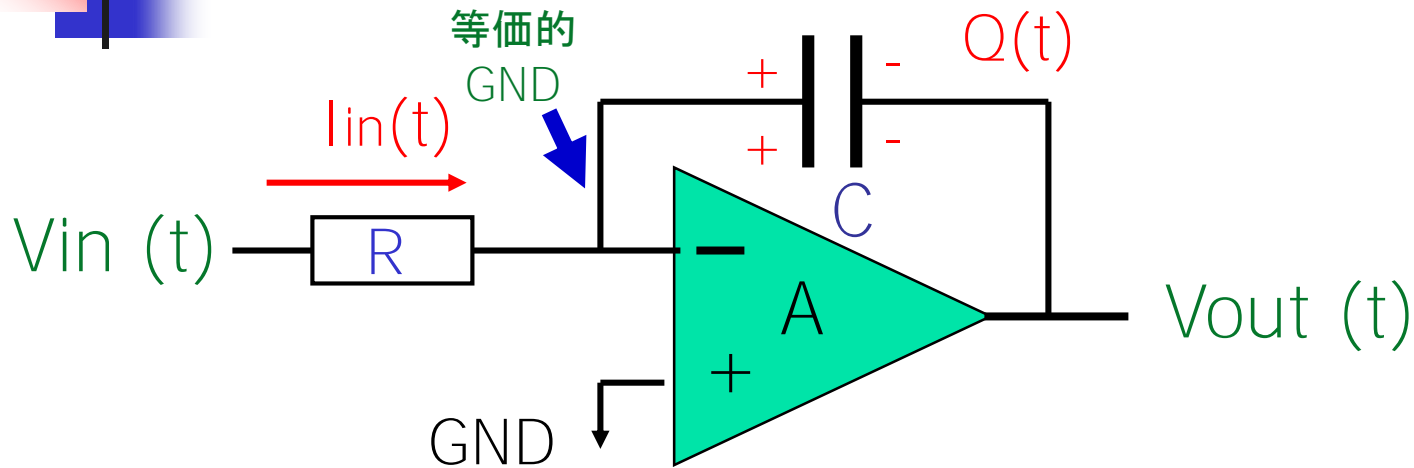 等価的
GND
Q(t)
+ -
Iin(t)
+ -
C
Vin (t)
R
−
A
Vout (t)
+
GND